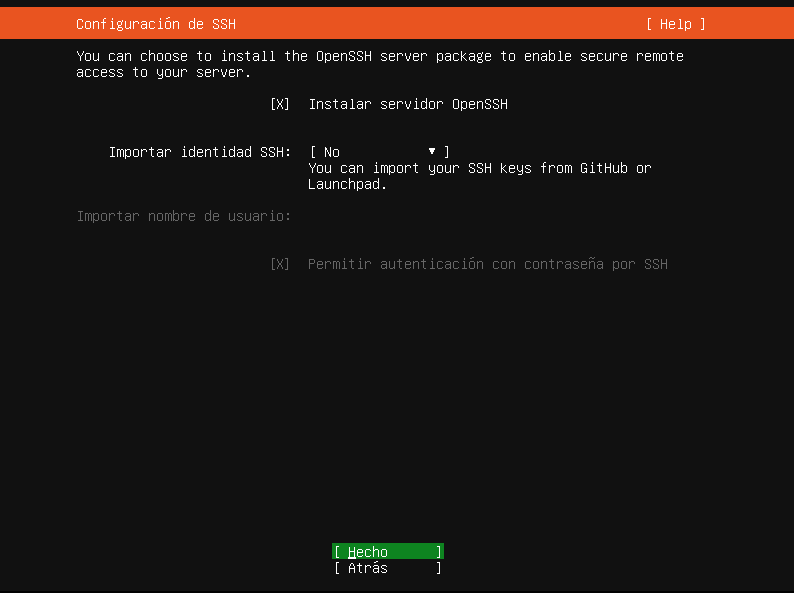 Configuración de SSH [ Help ]
You can choose to install the OpenSSH server package to enable secure remote
access to your server.
[X] Instalar servidor OpenSSH
Importar identidad SSH: [ No ▾ ]
You can import your SSH keys from GitHub or
Launchpad.
Importar nombre de usuario:
[X] Permitir autenticación con contraseña por SSH
[ Hecho ]
[ Atrás ]